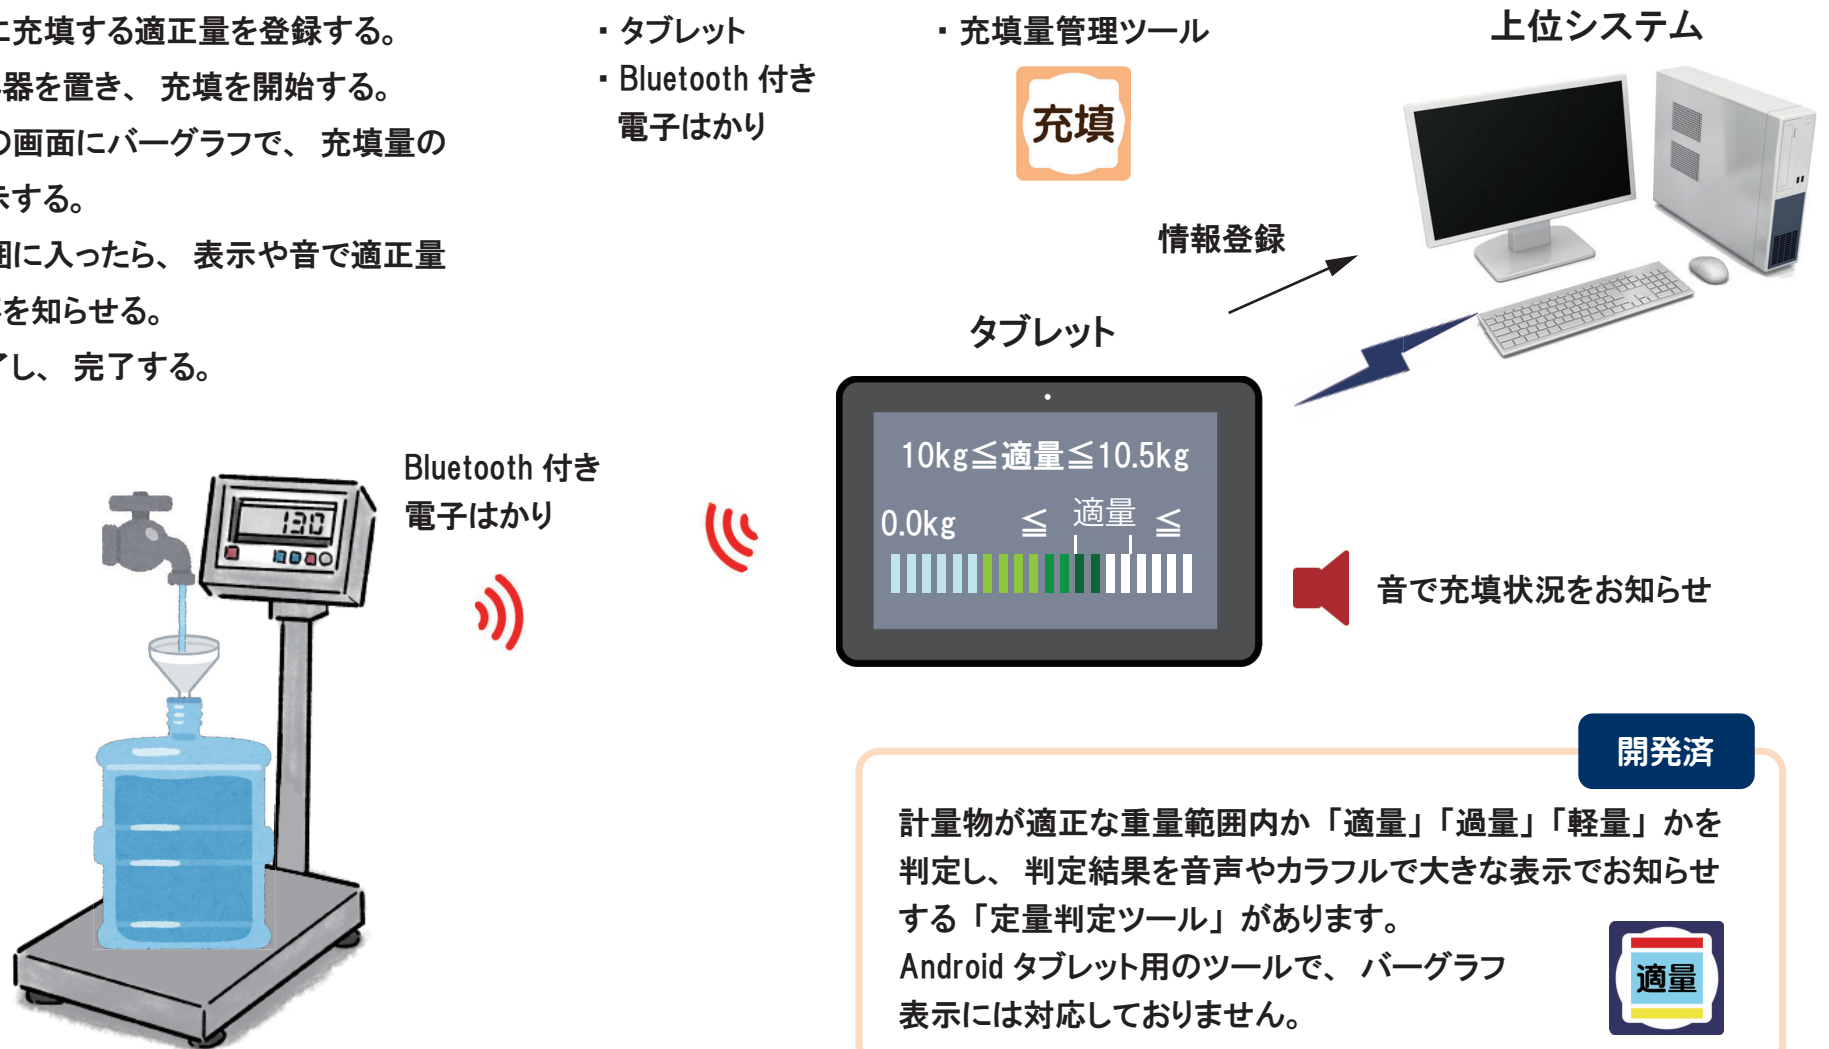 に充填する適正量を登録する。
器を置き、 充填を開始する。
の画面にバーグラフで、 充填量の
示する。
囲に入ったら、 表示や音で適正量
を知らせる。
了し、 完了する。
・タブレット
・Bluetooth 付き
電子はかり
・充填量管理ツール
充填
上位システム
情報登録
タブレット
10kg≦適量≦10.5kg
0.0kg ≦ 適量 ≦
Bluetooth 付き
電子はかり
130
音で充填状況をお知らせ
開発済
計量物が適正な重量範囲内か「適量」「過量」「軽量」かを
判定し、 判定結果を音声やカラフルで大きな表示でお知らせ
する「定量判定ツール」があります。
Android タブレット用のツールで、 バーグラフ
表示には対応しておりません。
適量